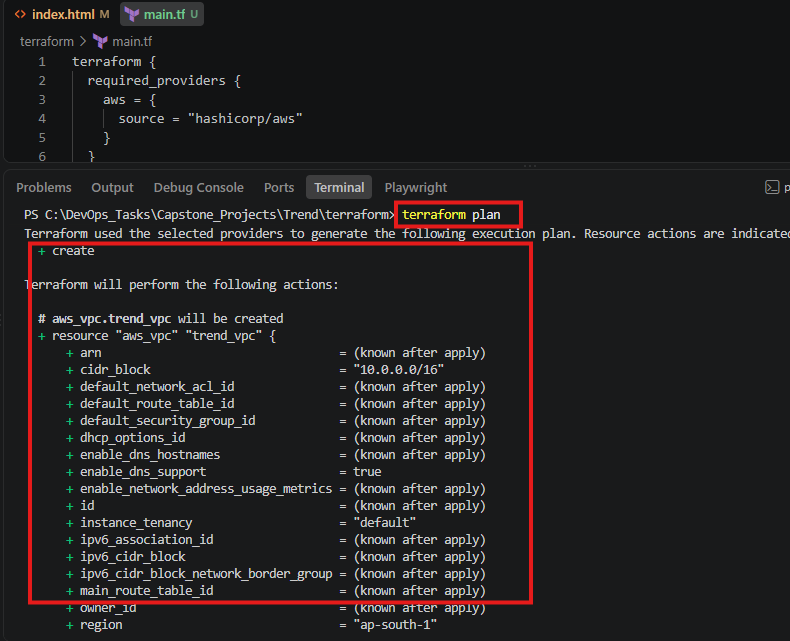 <> index.html M main.tf U
terraform > main.tf
1 terraform {
2 required_providers {
3 aws = {
4 source = "hashicorp/aws"
5 }
6 }
Problems Output Debug Console Ports Terminal Playwright p
PS C:\DevOps_Tasks\Capstone_Projects\Trend\terraform> terraform plan
Terraform used the selected providers to generate the following execution plan. Resource actions are indicated
+ create
Terraform will perform the following actions:
# aws_vpc.trend_vpc will be created
+ resource "aws_vpc" "trend_vpc" {
+ arn = (known after apply)
+ cidr_block = "10.0.0.0/16"
+ default_network_acl_id = (known after apply)
+ default_route_table_id = (known after apply)
+ default_security_group_id = (known after apply)
+ dhcp_options_id = (known after apply)
+ enable_dns_hostnames = (known after apply)
+ enable_dns_support = true
+ enable_network_address_usage_metrics = (known after apply)
+ id = (known after apply)
+ instance_tenancy = "default"
+ ipv6_association_id = (known after apply)
+ ipv6_cidr_block = (known after apply)
+ ipv6_cidr_block_network_border_group = (known after apply)
+ main_route_table_id = (known after apply)
+ owner_id = (known after apply)
+ region = "ap-south-1"